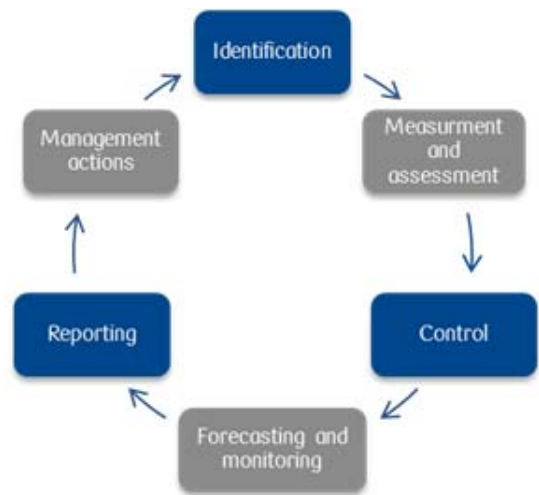 Identification
Measurment
and
assessment
Control
Forecasting and
monitoring
Reporting
Management
actions